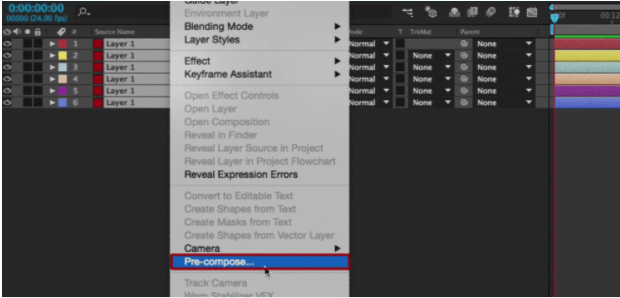 0:00:00:00
00000 (24.00 fps)
# Source Name Mode T TrkMat Parent
1 Layer 1 Normal None
2 Layer 1 Normal None None
3 Layer 1 Normal None None
4 Layer 1 Normal None None
5 Layer 1 Normal None None
6 Layer 1 Normal None None
00:12
Guide Layer
Environment Layer
Blending Mode
Layer Styles
Effect
Keyframe Assistant
Open Effect Controls
Open Layer
Open Composition
Reveal in Finder
Reveal Layer Source in Project
Reveal Layer in Project Flowchart
Reveal Expression Errors
Convert to Editable Text
Create Shapes from Text
Create Masks from Text
Create Shapes from Vector Layer
Camera
Pre-compose...
Track Camera
Warp Stabilizer VFX